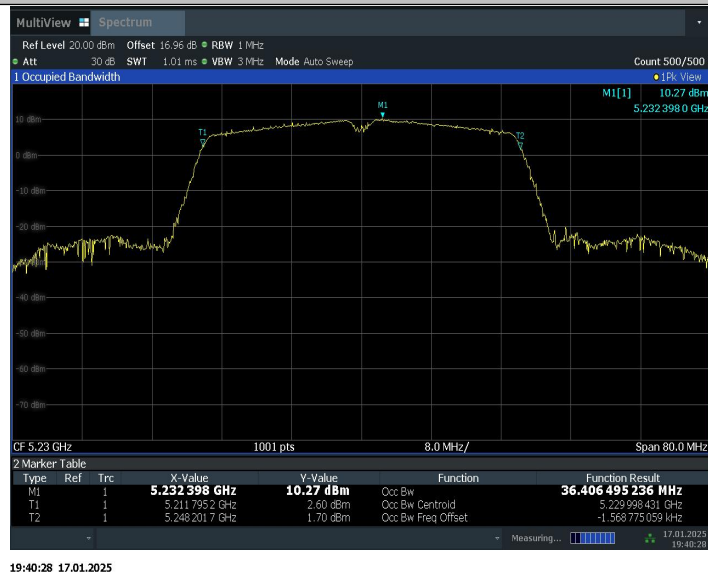 MultiView Spectrum
Ref Level 20.00 dBm Offset 16.96 dB RBW 1 MHz
Att 30 dB SWT 1.01 ms VBW 3 MHz Mode Auto Sweep Count 500/500
1 Occupied Bandwidth 1Pk View
M1[1] 10.27 dBm
5.232 398 0 GHz
M1
10 dBm
T1
T2
0 dBm
-10 dBm
-20 dBm
-40 dBm
-50 dBm
-60 dBm
-70 dBm
CF 5.23 GHz 1001 pts 8.0 MHz/ Span 80.0 MHz
2 Marker Table
Type Ref Trc X-Value Y-Value Function Function Result
M1 1 5.232 398 GHz 10.27 dBm Occ Bw 36.406 495 236 MHz
T1 1 5.211 795 2 GHz 2.60 dBm Occ Bw Centroid 5.229 998 431 GHz
T2 1 5.248 201 7 GHz 1.70 dBm Occ Bw Freq Offset -1.568 775 059 kHz
Measuring... 17.01.2025
19:40:28
19:40:28 17.01.2025